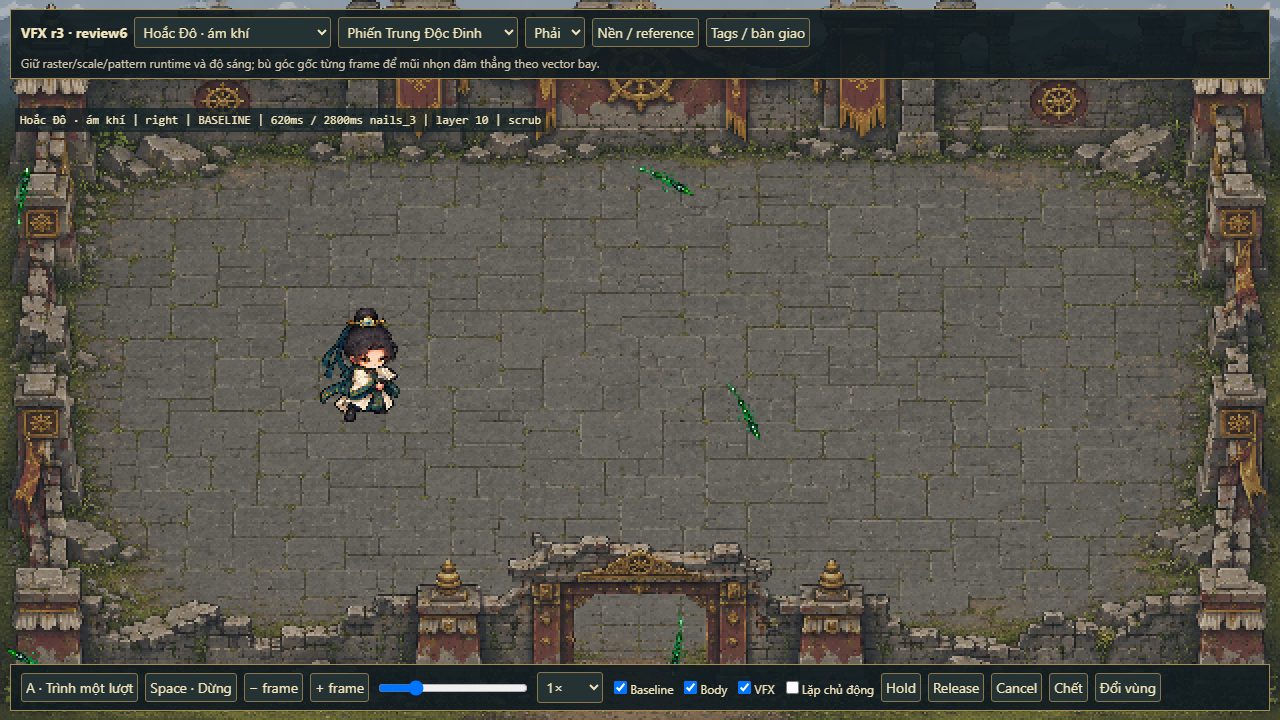 VFX r3 · review6 Hoắc Đô · ám khí Phiến Trung Độc Đinh Phải Nền / reference Tags / bàn giao
Giữ raster/scale/pattern runtime và độ sáng; bù góc gốc từng frame để mũi nhọn đâm thẳng theo vector bay.
Hoắc Đô · ám khí | right | BASELINE | 620ms / 2800ms nails_3 | layer 10 | scrub
A · Trình một lượt Space · Dừng − frame + frame 1× Baseline Body VFX Lặp chủ động Hold Release Cancel Chết Đổi vùng